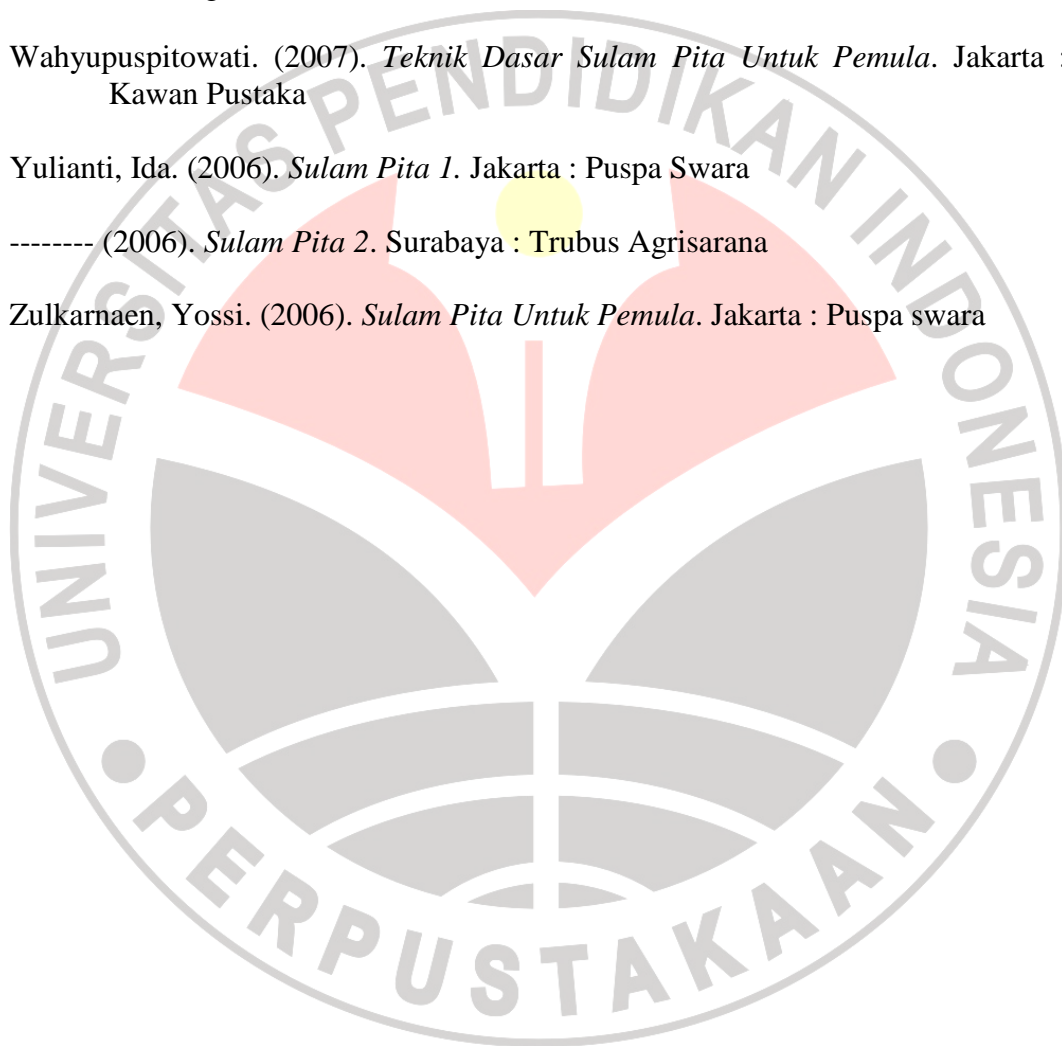 Wahyupuspitowati. (2007). Teknik Dasar Sulam Pita Untuk Pemula. Jakarta :
Kawan Pustaka
Yulianti, Ida. (2006). Sulam Pita 1. Jakarta : Puspa Swara
-------- (2006). Sulam Pita 2. Surabaya : Trubus Agrisarana
Zulkarnaen, Yossi. (2006). Sulam Pita Untuk Pemula. Jakarta : Puspa swara
UNIVERSITAS PENDIDIKAN INDONESIA
PERPUSTAKAAN